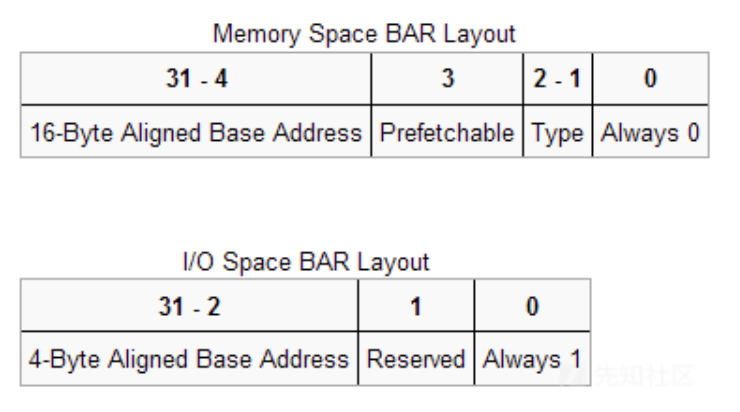 Memory Space BAR Layout
31 - 4 3 2 - 1 0
16-Byte Aligned Base Address Prefetchable Type Always 0
I/O Space BAR Layout
31 - 2 1 0
4-Byte Aligned Base Address Reserved Always 1
先知社区